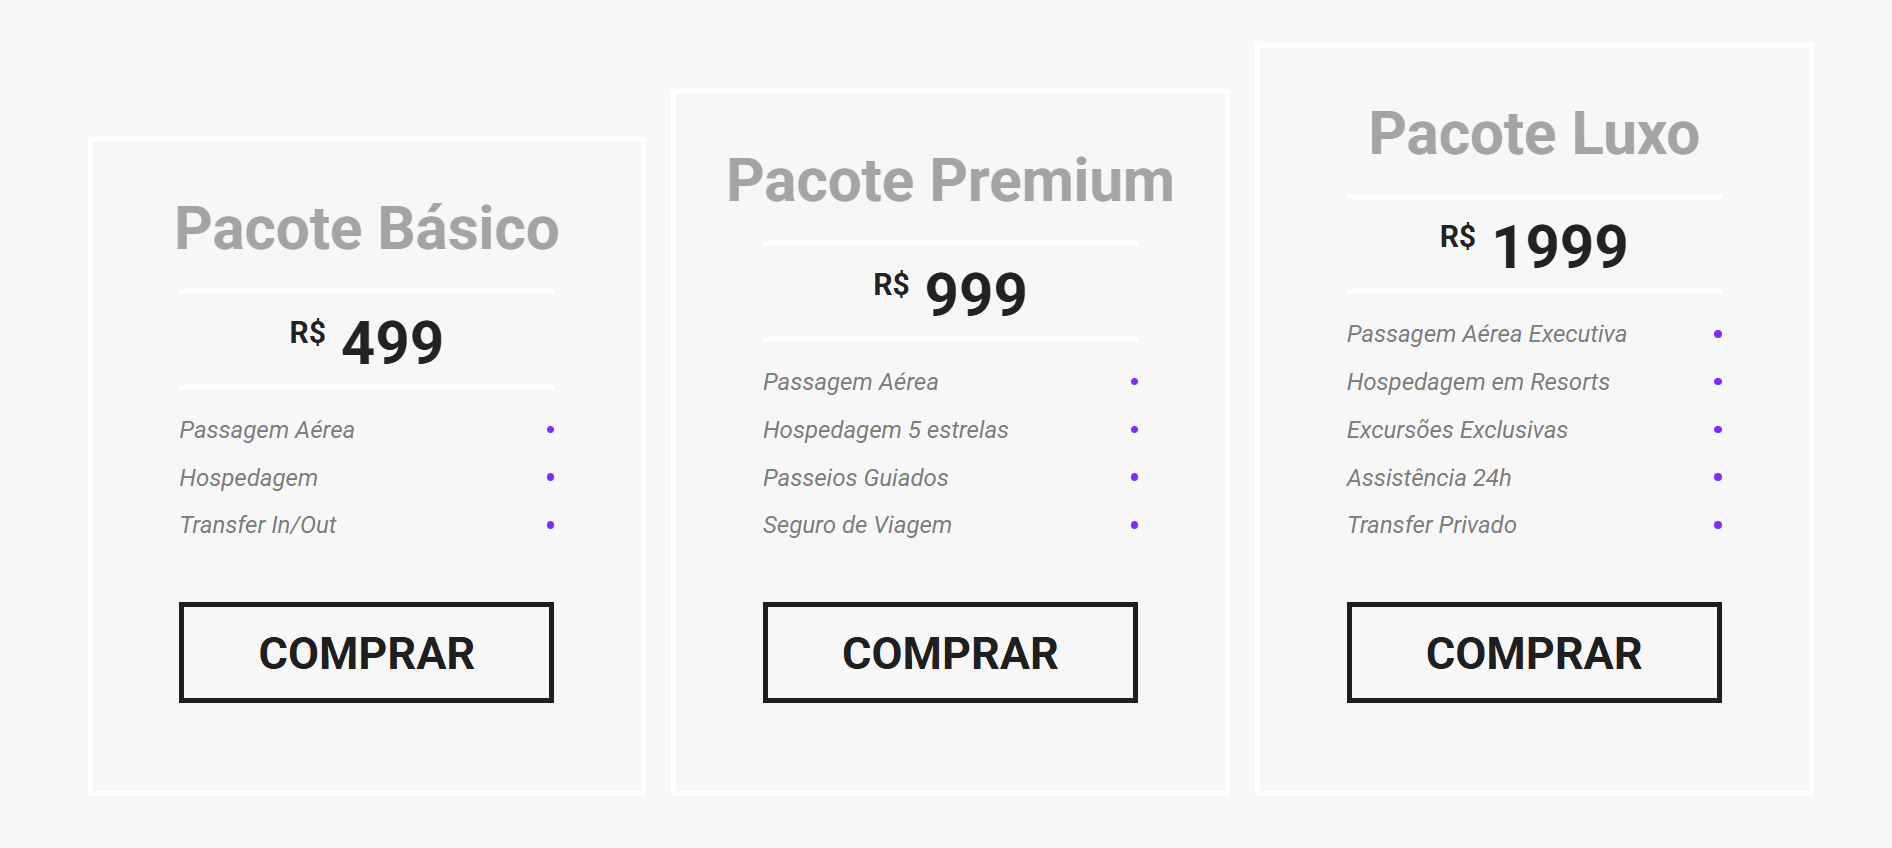 Pacote Básico
R$ 499
Passagem Aérea
Hospedagem
Transfer In/Out
COMPRAR
Pacote Premium
R$ 999
Passagem Aérea
Hospedagem 5 estrelas
Passeios Guiados
Seguro de Viagem
COMPRAR
Pacote Luxo
R$ 1999
Passagem Aérea Executiva
Hospedagem em Resorts
Excursões Exclusivas
Assistência 24h
Transfer Privado
COMPRAR